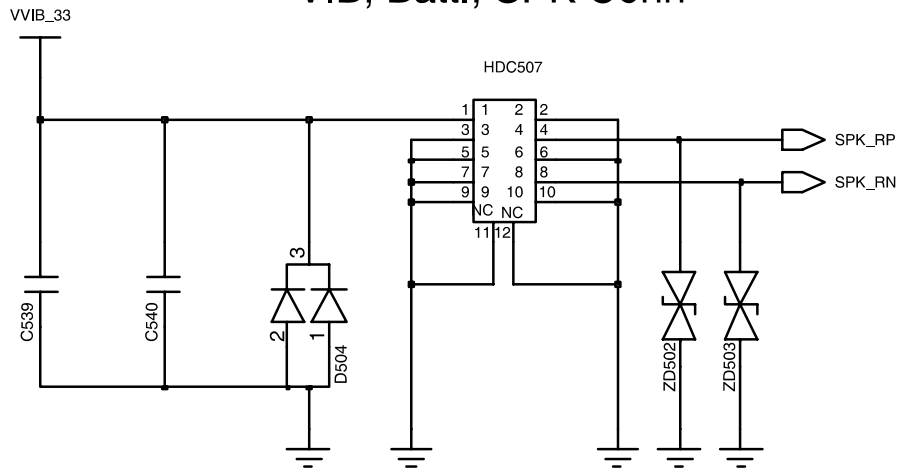 VIB, Batti, SPK Conn
VVIB_33
HDC507
1 1 2 2
3 3 4 4
5 5 6 6
7 7 8 8
9 9 10 10
NC NC
11 12
SPK_RP
SPK_RN
3
2
1
C539
C540
D504
ZD502
ZD503